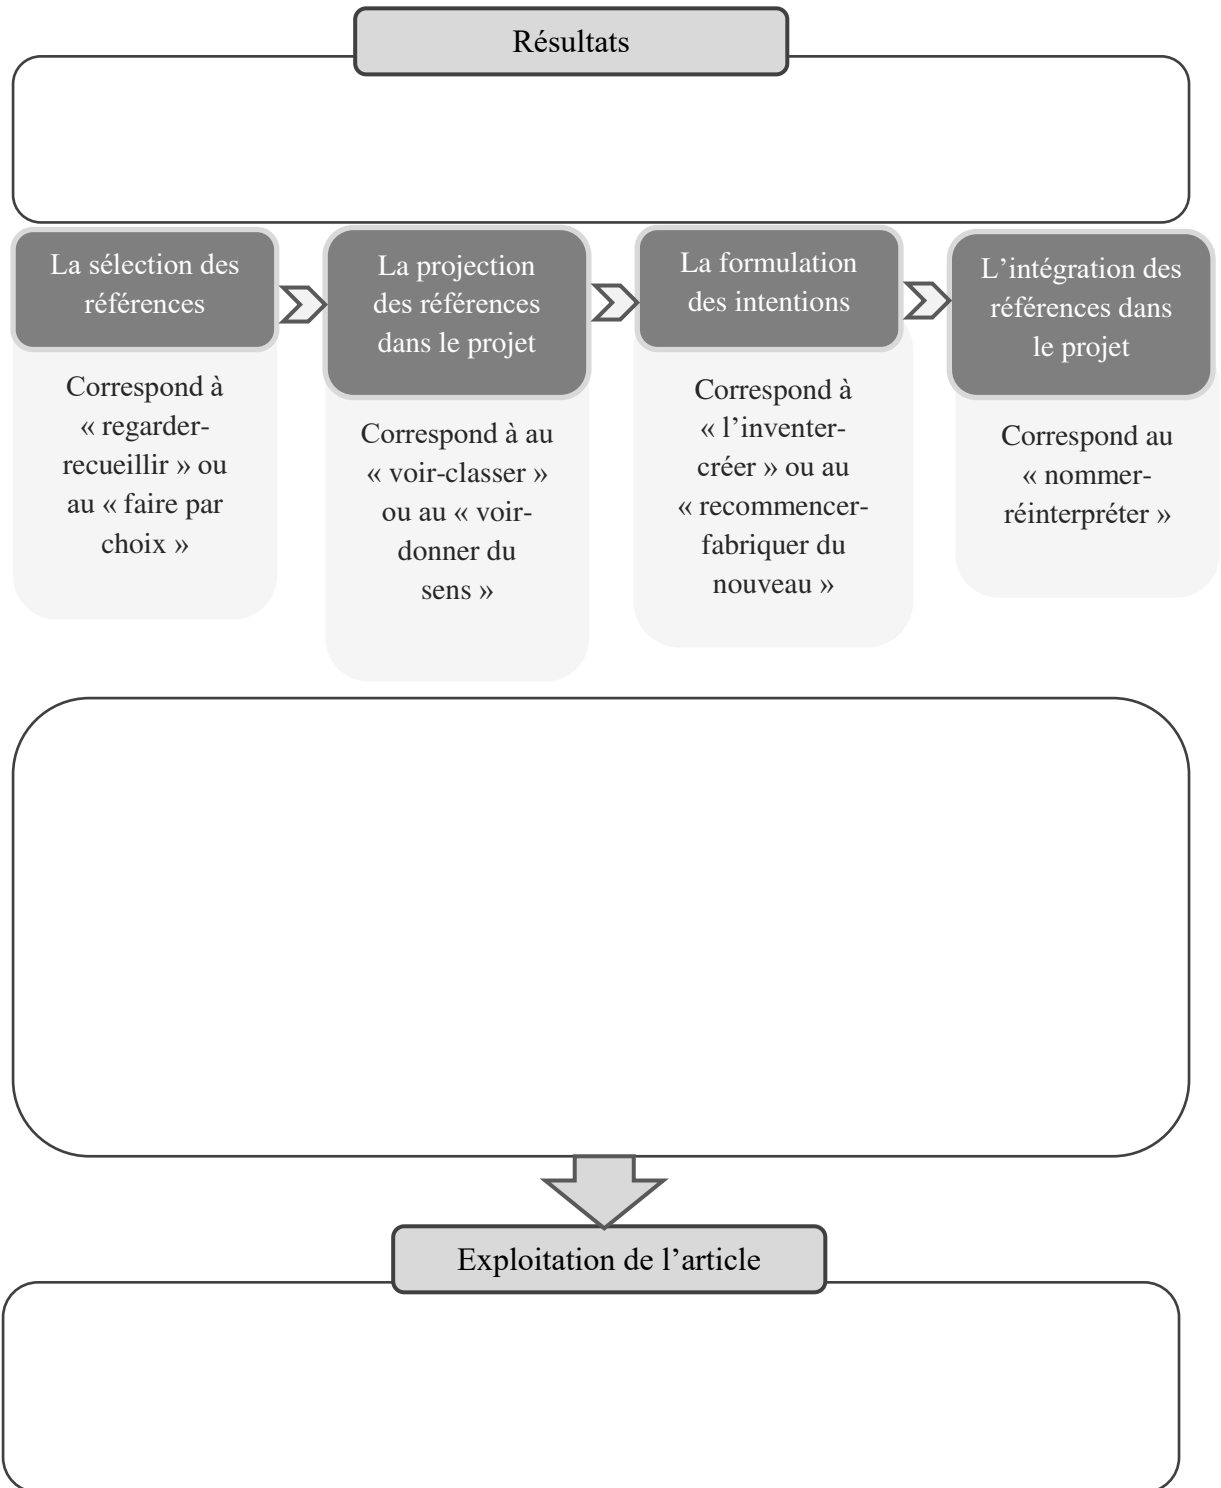 Résultats
La sélection des
références
La projection
des références
dans le projet
La formulation
des intentions
L’intégration des
références dans
le projet
Correspond à
« regarder-
recueillir » ou
au « faire par
choix »
Correspond à au
« voir-classer »
ou au « voir-
donner du
sens »
Correspond à
« l’inventer-
créer » ou au
« recommencer-
fabriquer du
nouveau »
Correspond au
« nommer-
réinterpréter »
Exploitation de l’article